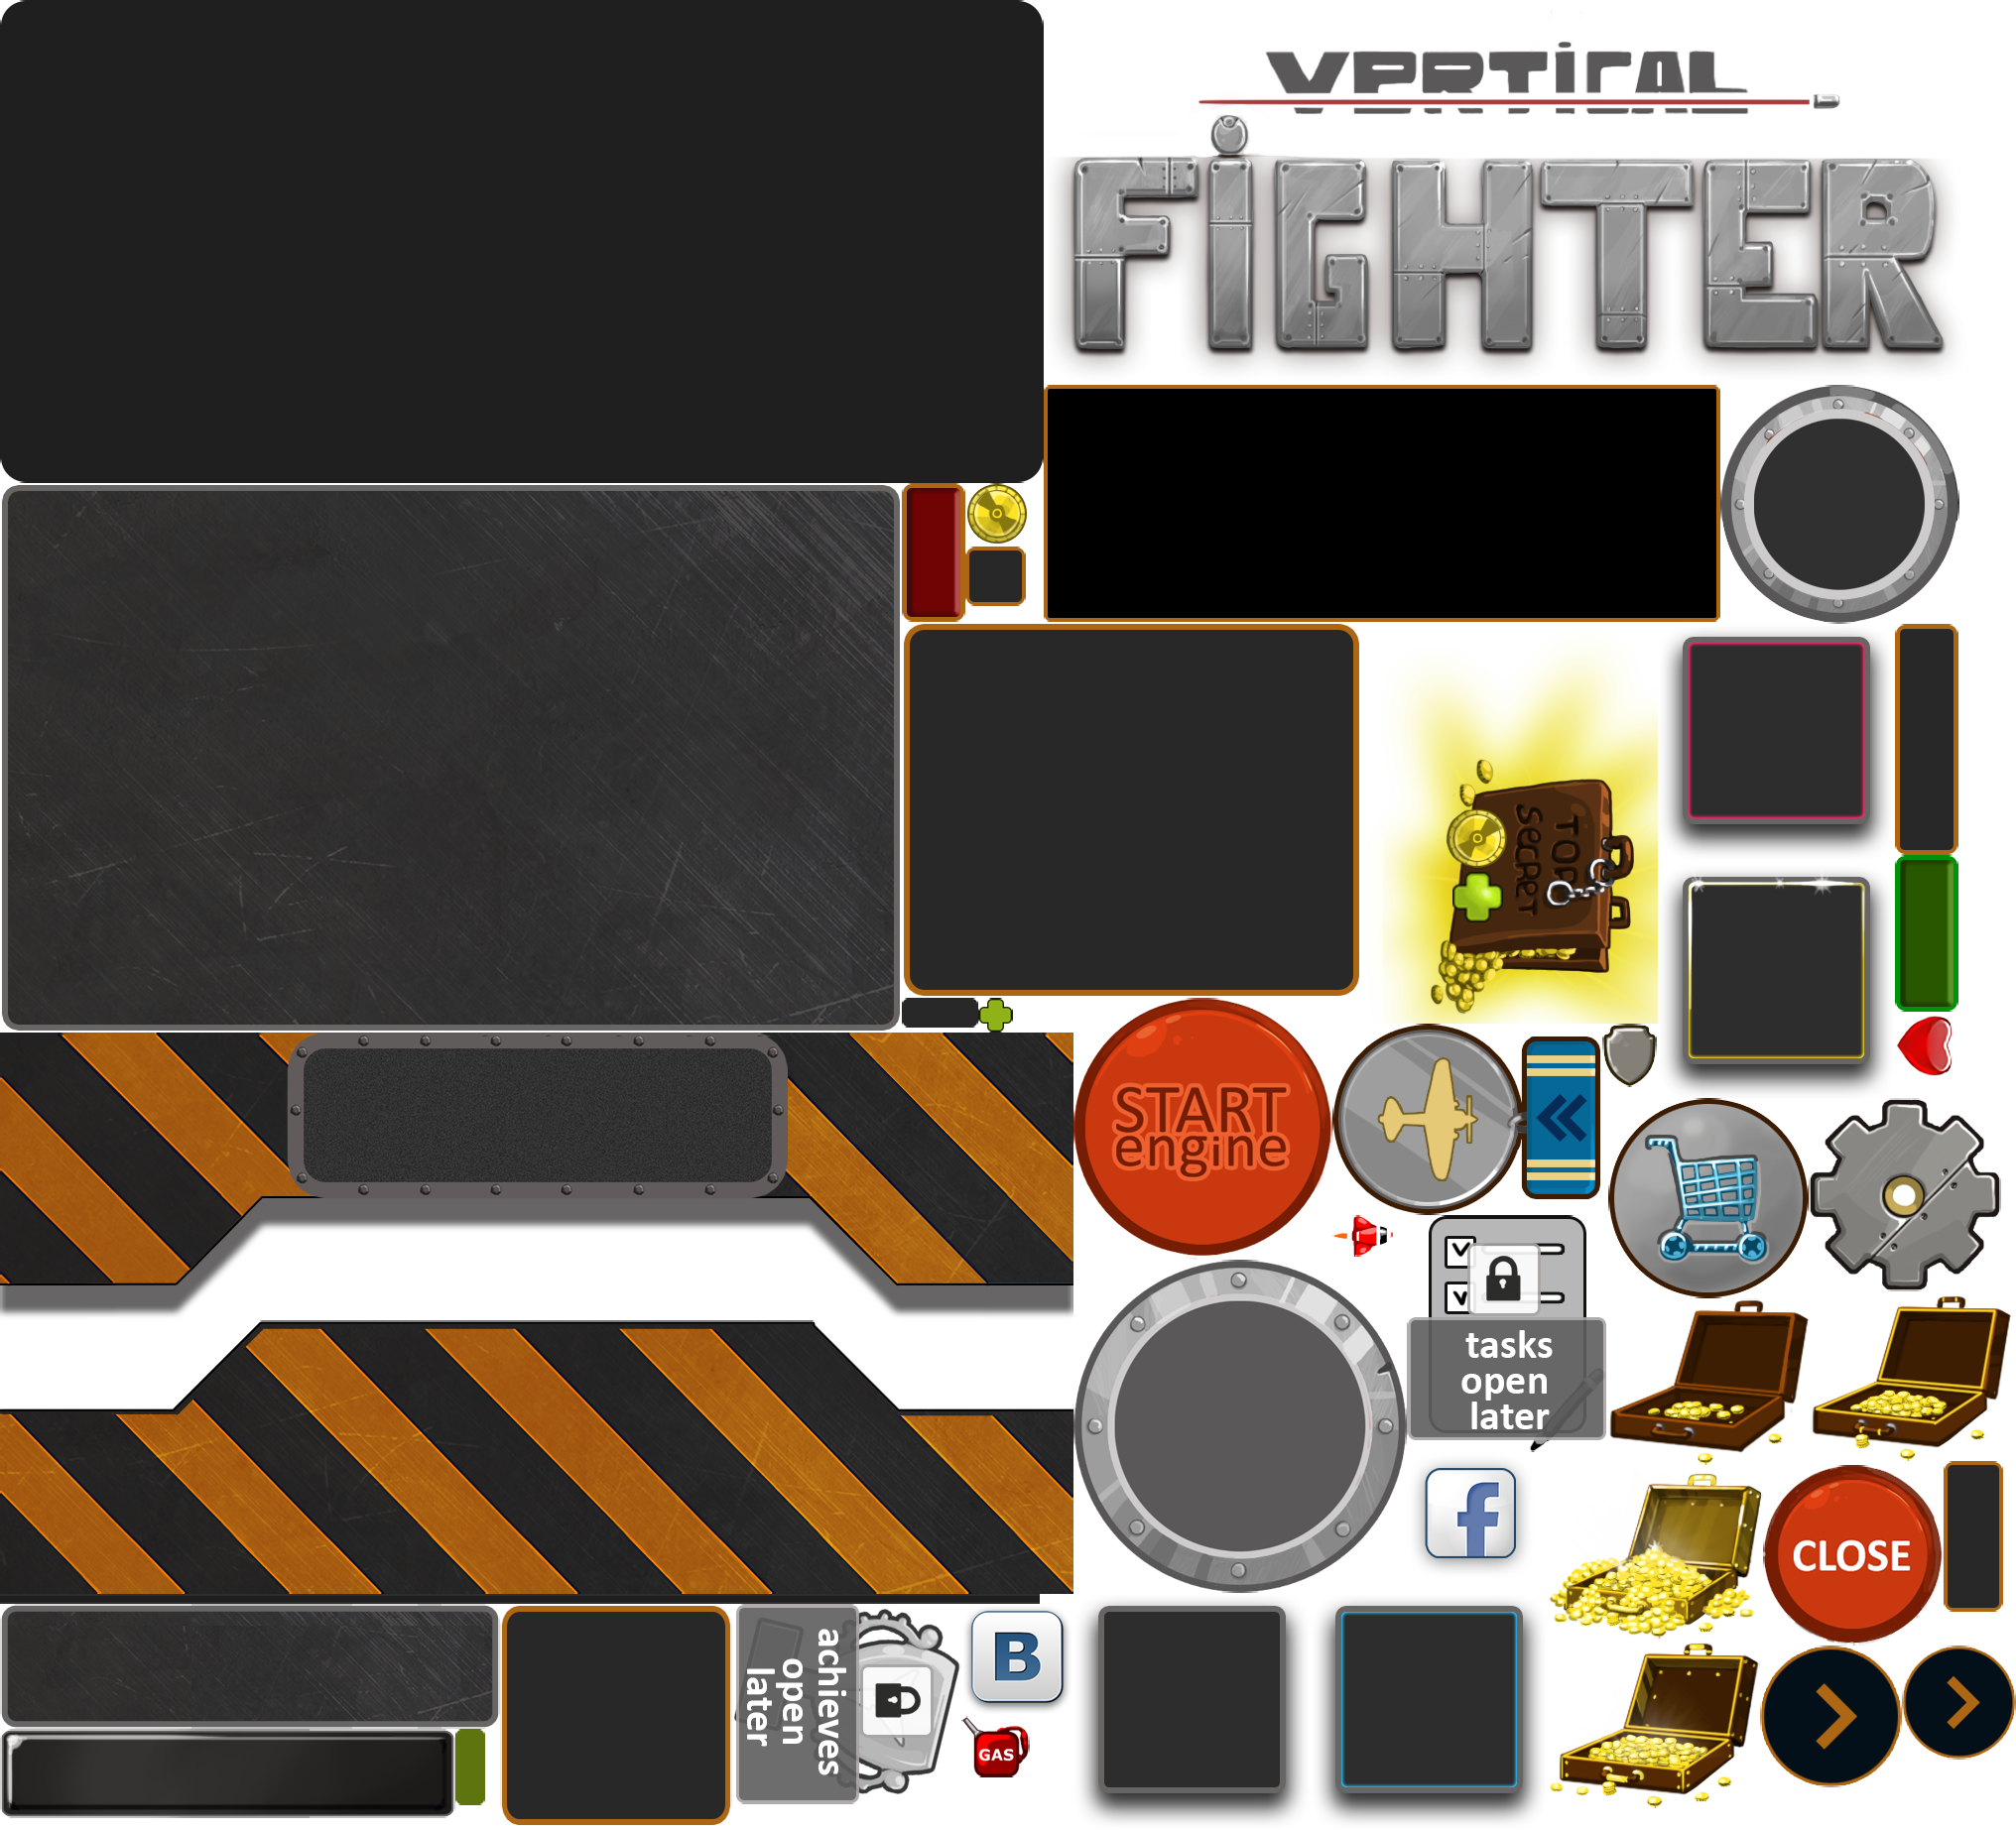 VERTICAL
FiGHTER
TOP
SeCReT
START
engine
tasks
open
later
CLOSE
achieves
open
later
f
B
GAS